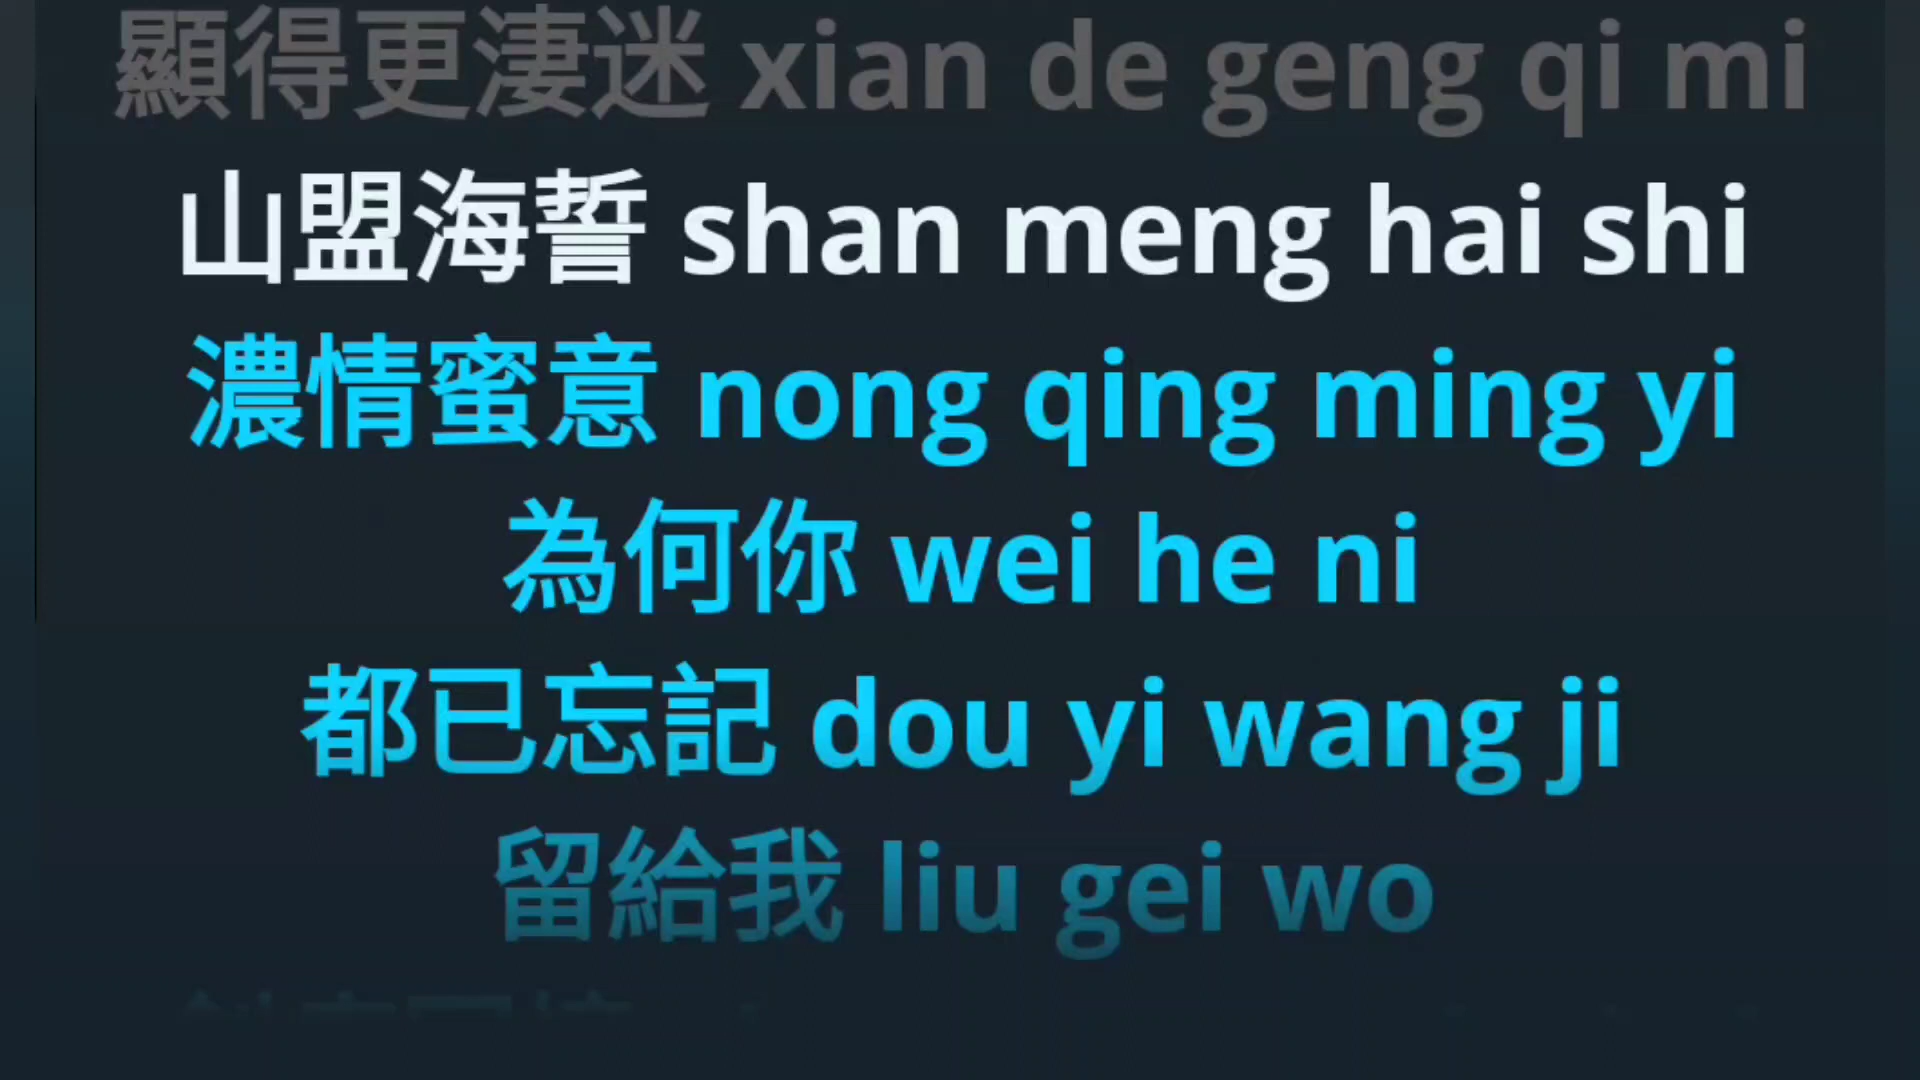 顯得更淒迷 xian de geng qi mi
山盟海誓 shan meng hai shi
濃情蜜意 nong qing ming yi
為何你 wei he ni
都已忘記 dou yi wang ji
留給我 liu gei wo